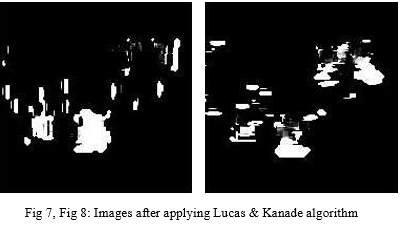 Fig 7, Fig 8: Images after applying Lucas & Kanade algorithm